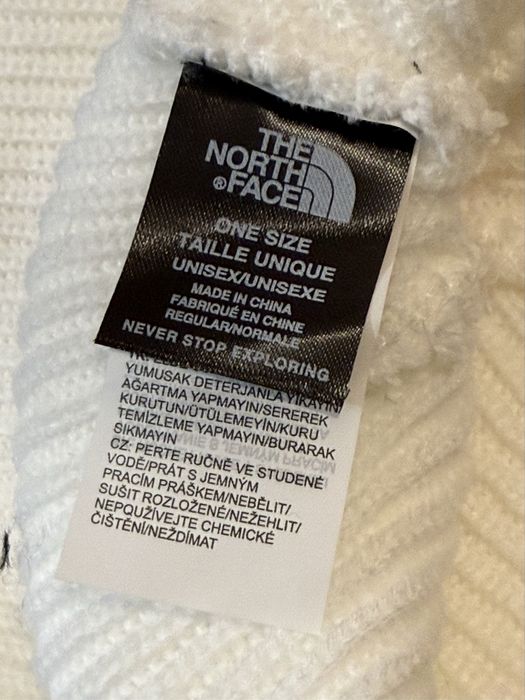 THE
NORTH
®FACE
ONE SIZE
TAILLE UNIQUE
UNISEX/UNISEXE
MADE IN CHINA
FABRIQUÉ EN CHINE
REGULAR/NORMALE
NEVER STOP EXPLORING
YUMUSAK DETERJANLA YIKAYIN
AĞARTMA YAPMAYIN/SEREREK
KURUTUN/ÜTÜLEMEYİN/KURU
TEMİZLEME YAPMAYIN/BURARAK
SIKMAYIN
CZ: PERTE RUČNĚ VE STUDENÉ
VODĚ/PRÁT S JEMNÝM
PRACÍM PRÁŠKEM/NEBĚLIT/
SUŠIT ROZLOŽENÉ/NEŽEHLIT/
NEPOUŽÍVEJTE CHEMICKÉ
ČIŠTĚNÍ/NEŽDÍMAT